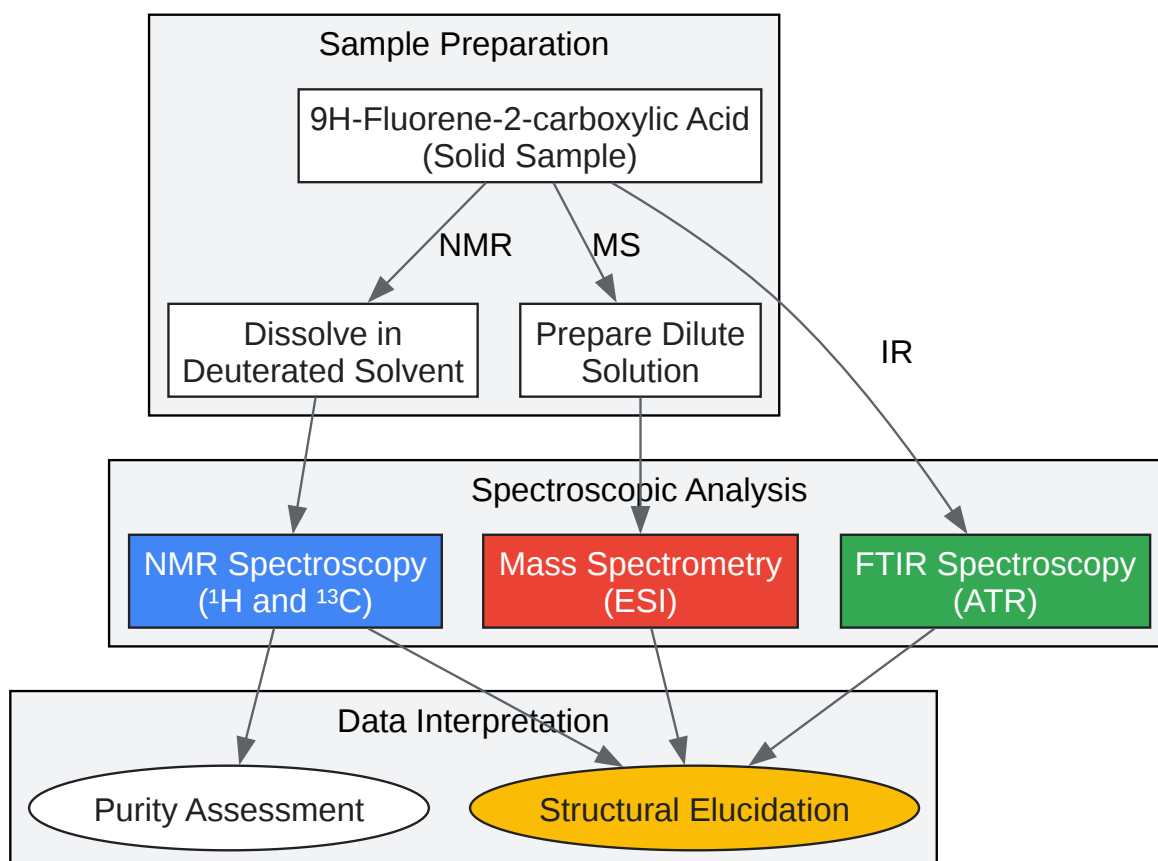 Sample Preparation
9H-Fluorene-2-carboxylic Acid
(Solid Sample)
NMR
MS
IR
Dissolve in
Deuterated Solvent
Prepare Dilute
Solution
Spectroscopic Analysis
NMR Spectroscopy
(¹H and ¹³C)
Mass Spectrometry
(ESI)
FTIR Spectroscopy
(ATR)
Data Interpretation
Purity Assessment
Structural Elucidation